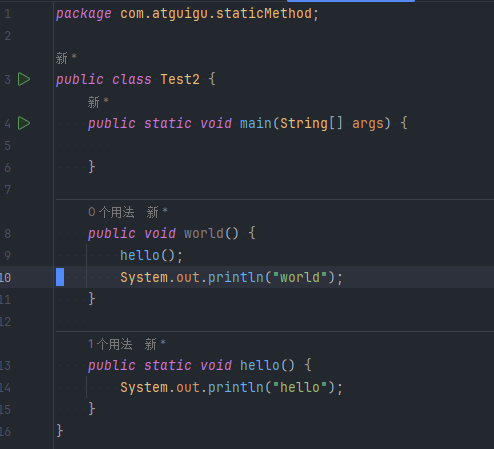 1 package com.atguigu.staticMethod;
2
新 *
3 public class Test2 {
新 *
4 public static void main(String[] args) {
5
6 }
7
0 个用法 新 *
8 public void world() {
9 hello();
10 System.out.println("world");
11 }
12
1 个用法 新 *
13 public static void hello() {
14 System.out.println("hello");
15 }
16 }